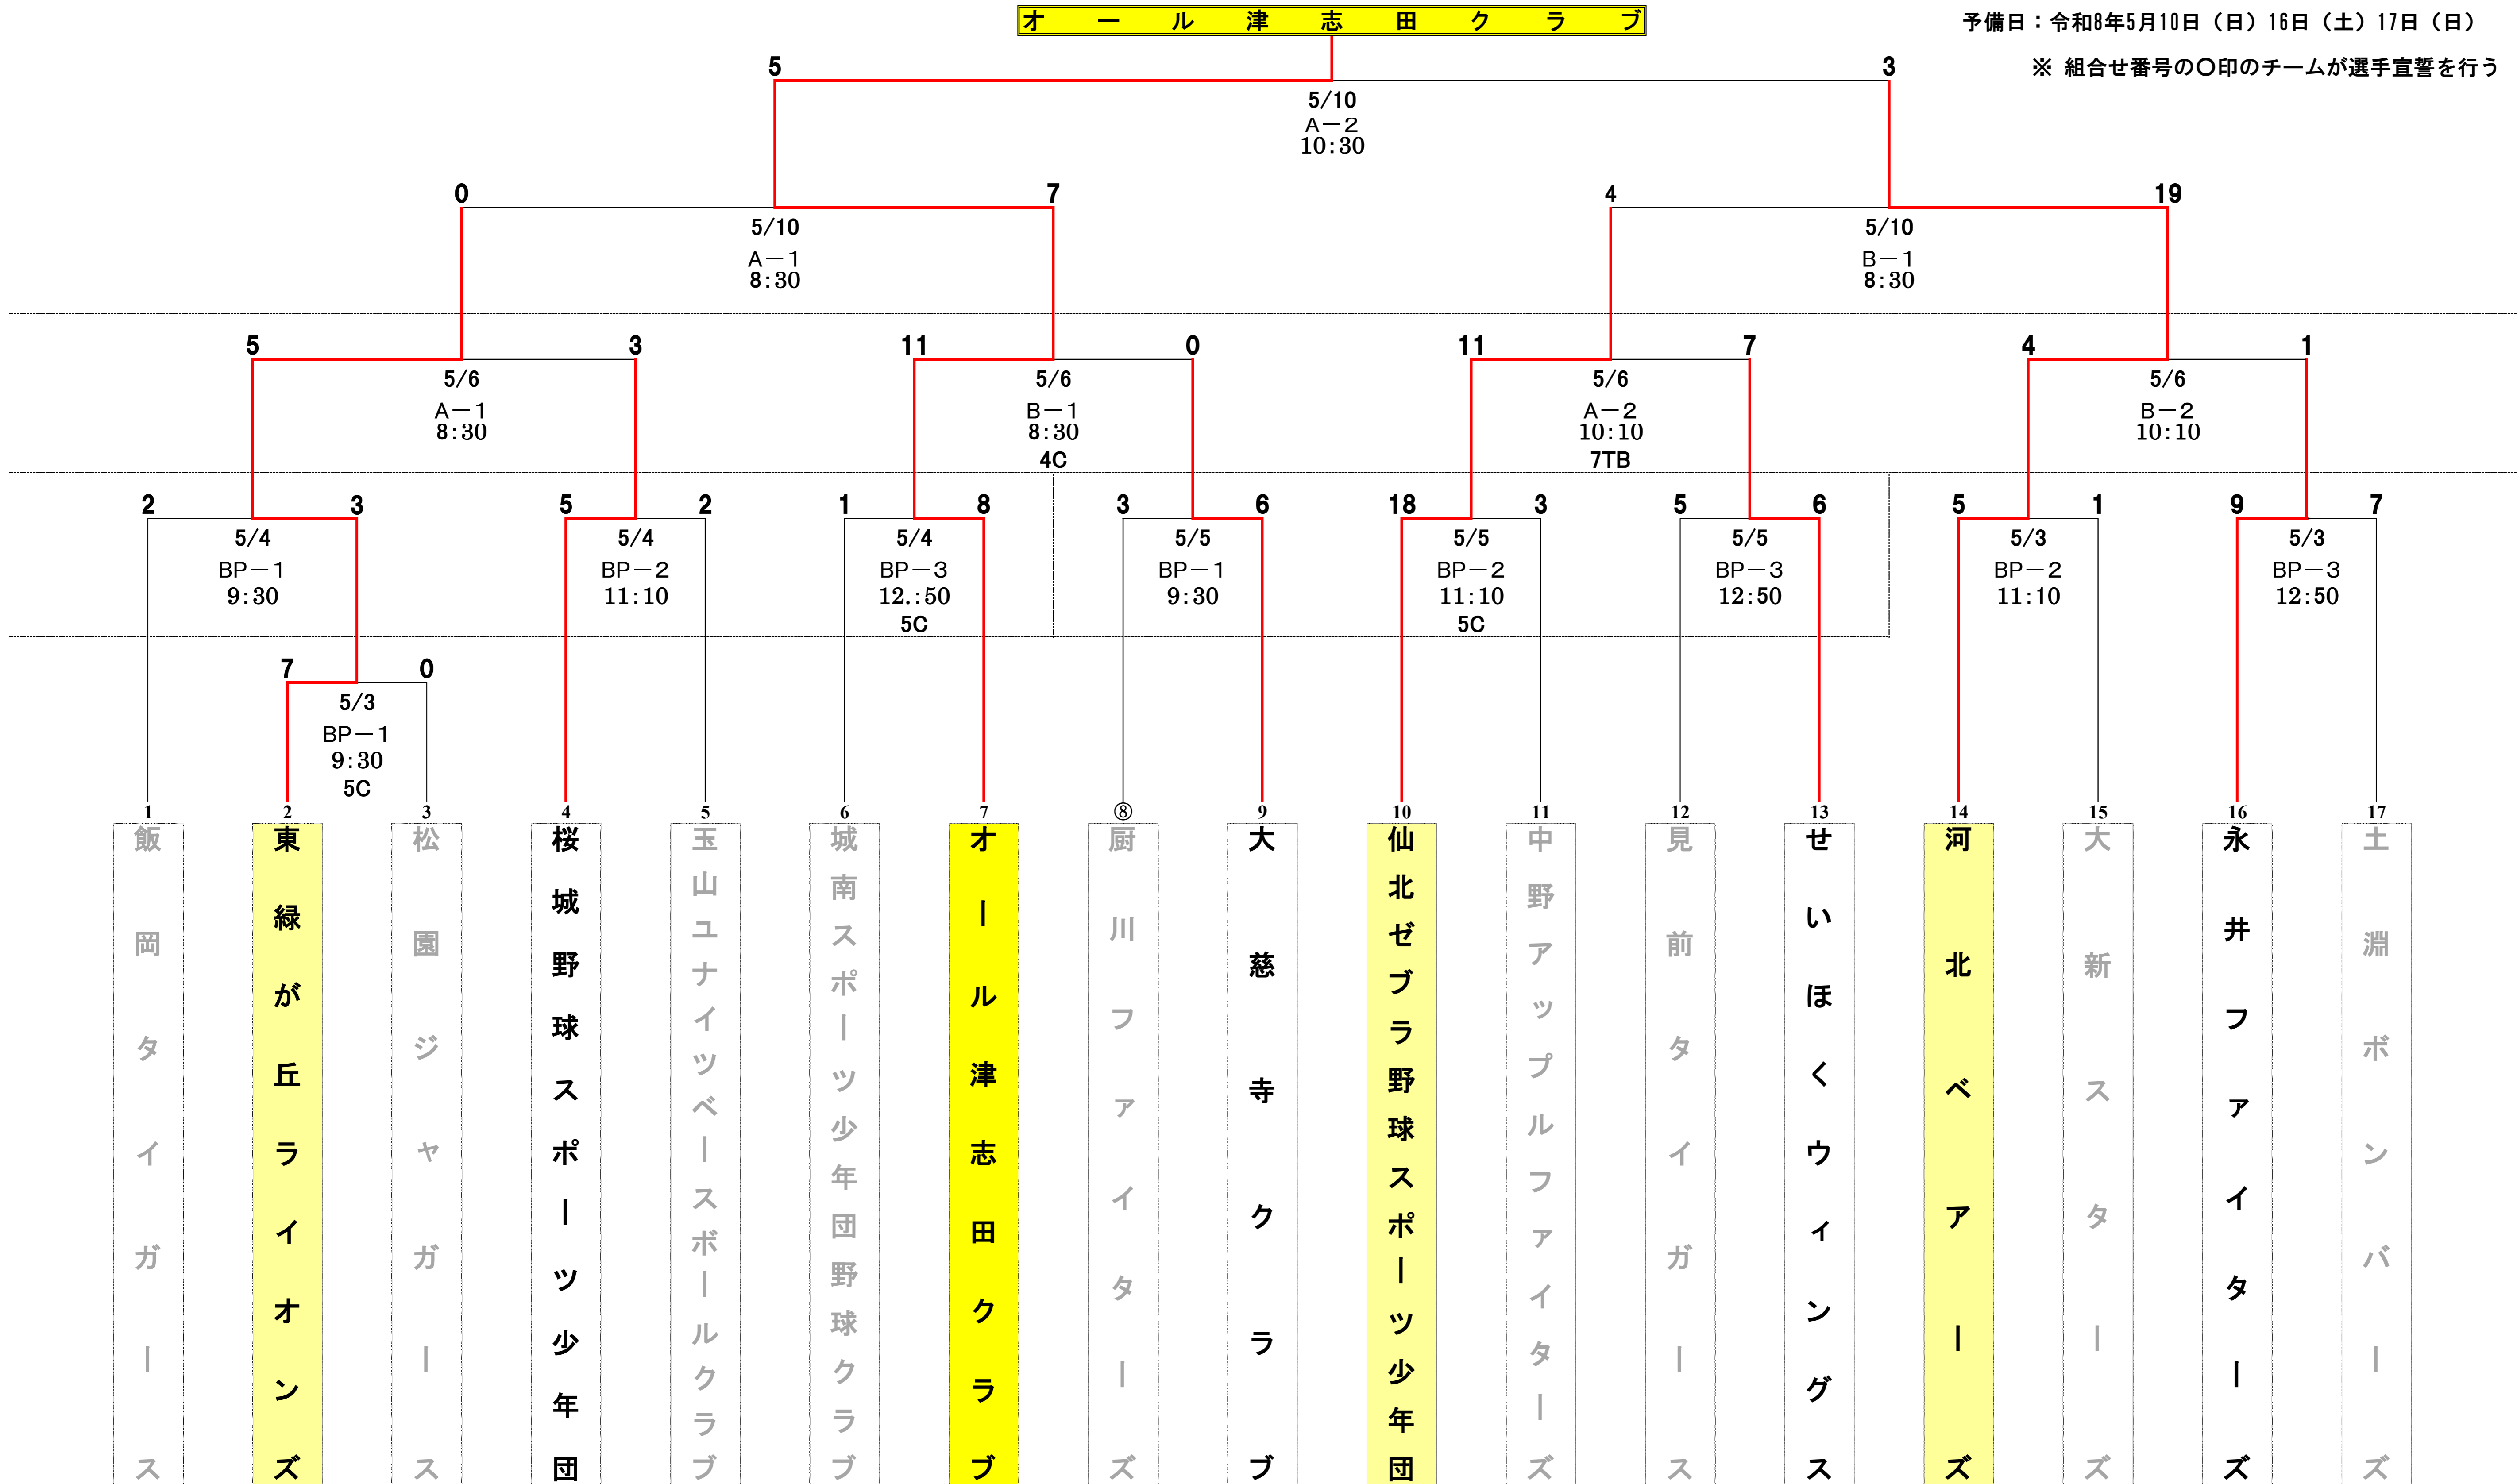 オール津志田クラブ
予備日：令和8年5月10日（日）16日（土）17日（日）
※ 組合せ番号の〇印のチームが選手宣誓を行う
5 3
5/10
A－2
10:30
0 7 4 19
5/10 5/10
A－1 B－1
8:30 8:30
5 3 11 0 11 7 4 1
5/6 5/6 5/6 5/6
A－1 B－1 A－2 B－2
8:30 8:30 10:10 10:10
4C 7TB
2 3 5 2 1 8 3 6 18 3 5 6 5 1 9 7
5/4 5/4 5/4 5/5 5/5 5/5 5/3 5/3
BP－1 BP－2 BP－3 BP－1 BP－2 BP－3 BP－2 BP－3
9:30 11:10 12.:50 9:30 11:10 12:50 11:10 12:50
5C 5C
7 0
5/3
BP－1
9:30
5C
1 2 3 4 5 6 7 ⑧ 9 10 11 12 13 14 15 16 17
飯岡タイガース
東緑が丘ライオンズ
松園ジャガース
桜城野球スポーツ少年団
玉山ユナイツベースボールクラブ
城南スポーツ少年団野球クラブ
オール津志田クラブ
厨川ファイターズ
大慈寺クラブ
仙北ゼブラ野球スポーツ少年団
中野アップルファイターズ
見前タイガース
せいほくウィングス
河北ベアーズ
大新スターズ
永井ファイターズ
土淵ボンバーズ